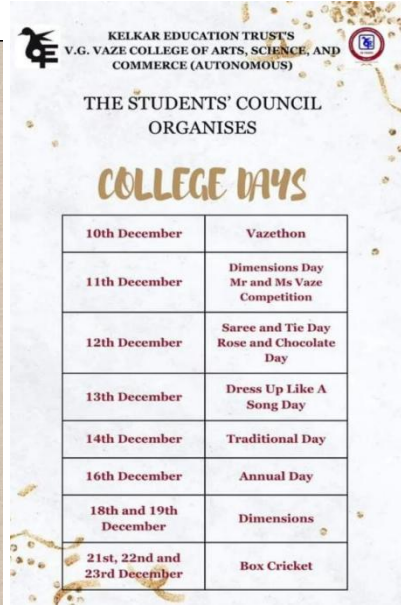 KELKAR EDUCATION TRUST'S
V.G. VAZE COLLEGE OF ARTS, SCIENCE, AND
COMMERCE (AUTONOMOUS)
THE STUDENTS' COUNCIL
ORGANISES
COLLEGE DAYS
10th December
Vazethon
11th December
Dimensions Day
Mr and Ms Vaze
Competition
12th December
Saree and Tie Day
Rose and Chocolate
Day
13th December
Dress Up Like A
Song Day
14th December
Traditional Day
16th December
Annual Day
18th and 19th
December
Dimensions
21st, 22nd and
23rd December
Box Cricket